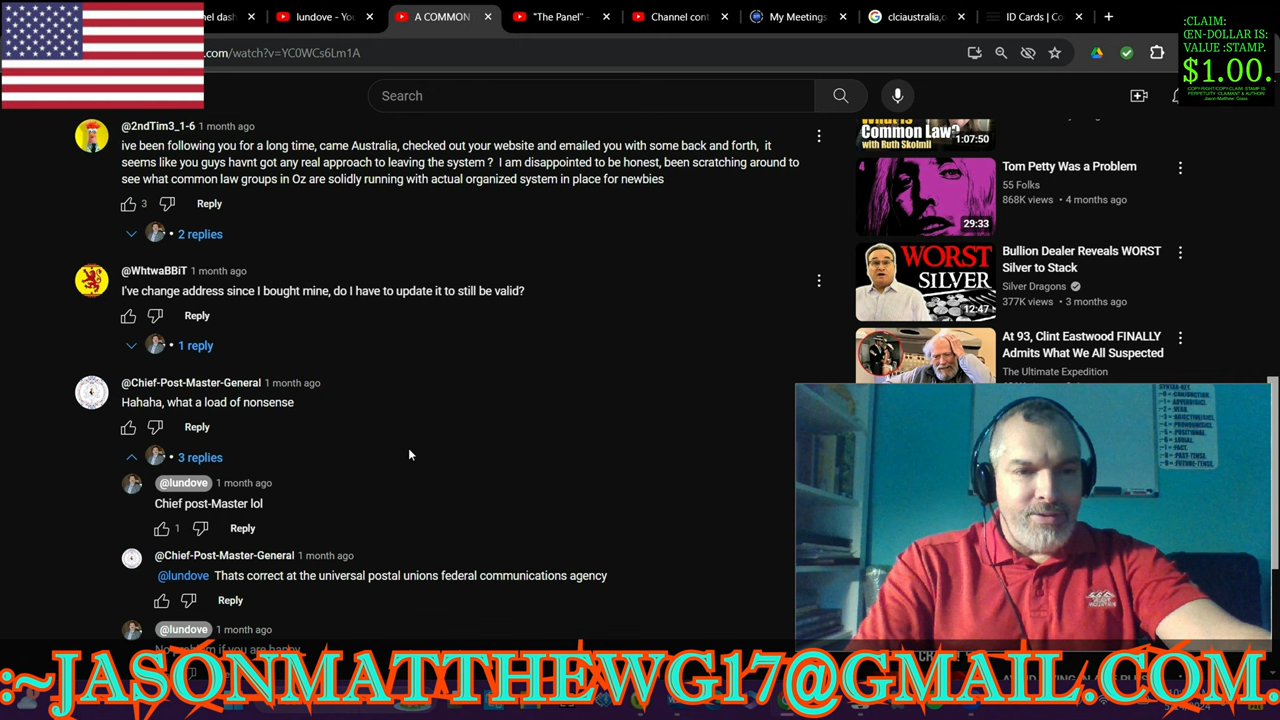 nel dash
lundove - Yo
A COMMON
"The Panel" -
Channel cont
My Meetings
clciaustralia,c
ID Cards | Co
.com/watch?v=YC0WCs6Lm1A
:CLAIM:
VALUE :STAMP.
$1.00.
Search
@2ndTim3_1-6 1 month ago
ive been following you for a long time, came Australia, checked out your website and emailed you with some back and forth, it
seems like you guys havnt got any real approach to leaving the system ? I am disappointed to be honest, been scratching around to
see what common law groups in Oz are solidly running with actual organized system in place for newbies
3 Reply
2 replies
@WhtwaBBiT 1 month ago
I've change address since I bought mine, do I have to update it to still be valid?
Reply
1 reply
@Chief-Post-Master-General 1 month ago
Hahaha, what a load of nonsense
Reply
3 replies
@lundove 1 month ago
Chief post-Master lol
1 Reply
@Chief-Post-Master-General 1 month ago
@lundove Thats correct at the universal postal unions federal communications agency
Reply
@lundove 1 month ago
if you are happy
What is
Common Law?
with Ruth Skolmli
1:07:50
Tom Petty Was a Problem
55 Folks
868K views • 4 months ago
29:33
WORST
SILVER
12:47
Bullion Dealer Reveals WORST
Silver to Stack
Silver Dragons
377K views • 3 months ago
At 93, Clint Eastwood FINALLY
Admits What We All Suspected
The Ultimate Expedition
:~JASONMATTHEWG17@GMAIL.COM.